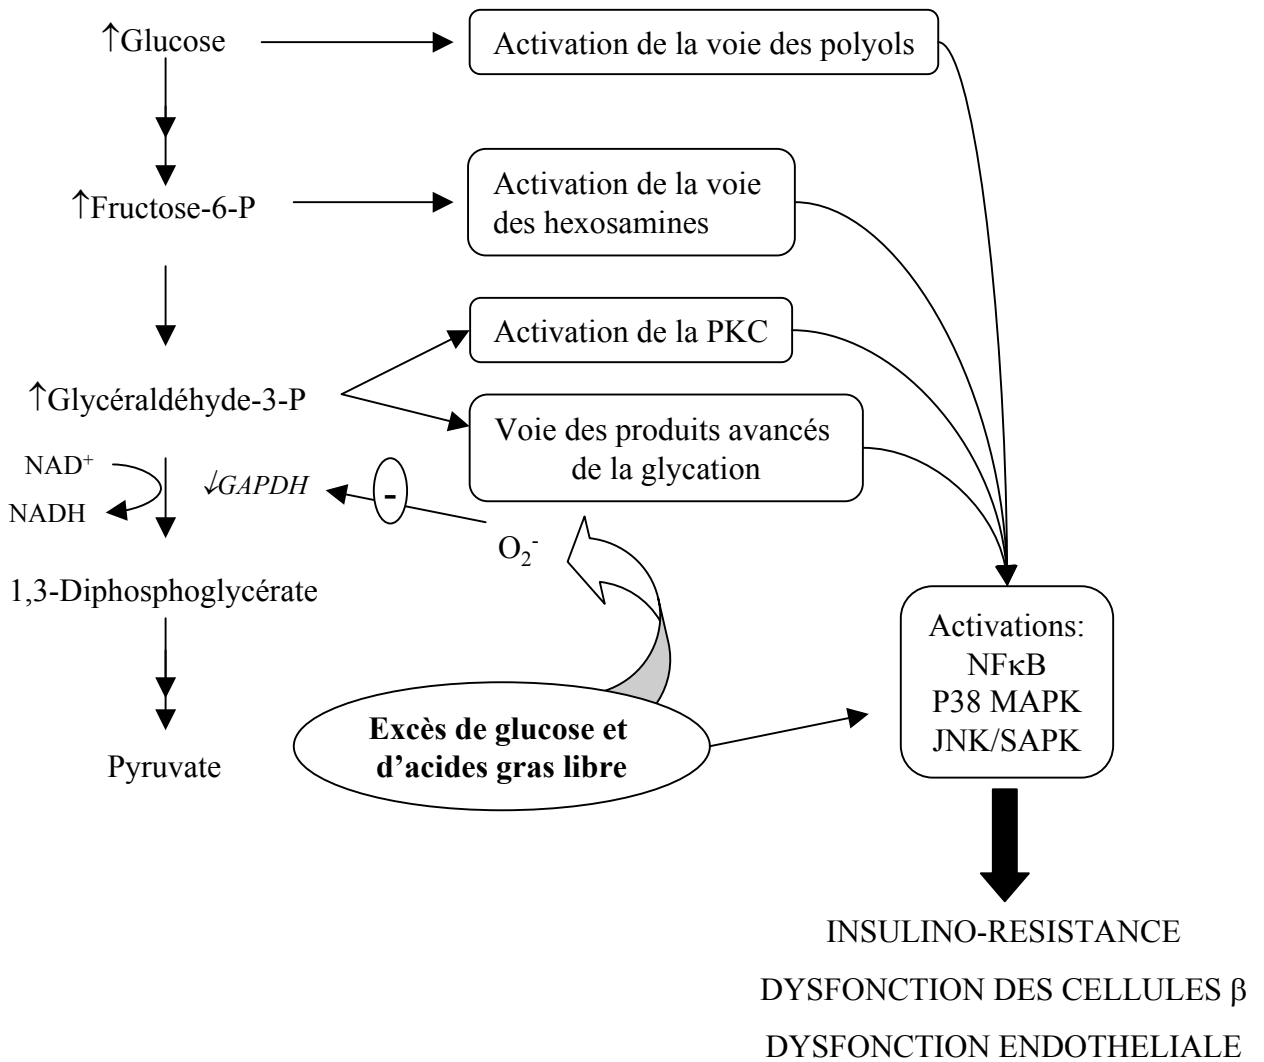 ↑Glucose
Activation de la voie des polyols
↑Fructose-6-P
Activation de la voie
des hexosamines
Activation de la PKC
↑Glycéraldéhyde-3-P
Voie des produits avancés
de la glycation
NAD⁺
NADH
↓GAPDH
-
O₂⁻
1,3-Diphosphoglycérate
Pyruvate
Excès de glucose et
d’acides gras libre
Activations:
NFκB
P38 MAPK
JNK/SAPK
INSULINO-RESISTANCE
DYSFONCTION DES CELLULES β
DYSFONCTION ENDOTHELIALE